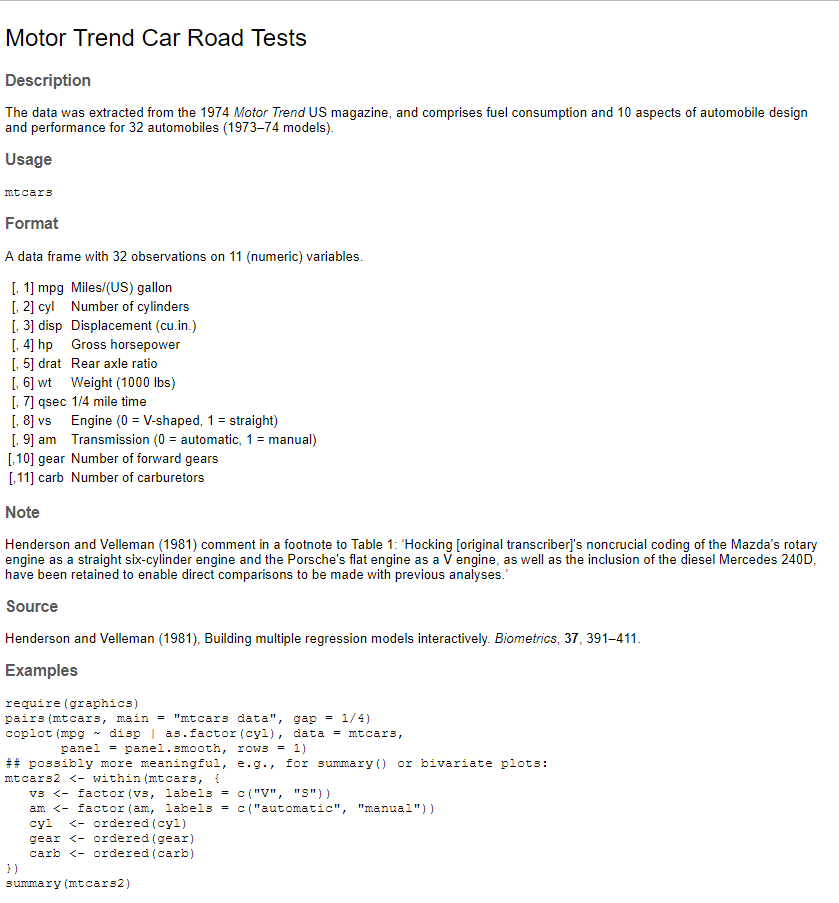 Motor Trend Car Road Tests
Description
The data was extracted from the 1974 Motor Trend US magazine, and comprises fuel consumption and 10 aspects of automobile design
and performance for 32 automobiles (1973–74 models).
Usage
mtcars
Format
A data frame with 32 observations on 11 (numeric) variables.
[, 1] mpg Miles/(US) gallon
[, 2] cyl Number of cylinders
[, 3] disp Displacement (cu.in.)
[, 4] hp Gross horsepower
[, 5] drat Rear axle ratio
[, 6] wt Weight (1000 lbs)
[, 7] qsec 1/4 mile time
[, 8] vs Engine (0 = V-shaped, 1 = straight)
[, 9] am Transmission (0 = automatic, 1 = manual)
[,10] gear Number of forward gears
[,11] carb Number of carburetors
Note
Henderson and Velleman (1981) comment in a footnote to Table 1: ‘Hocking [original transcriber]'s noncrucial coding of the Mazda's rotary
engine as a straight six-cylinder engine and the Porsche's flat engine as a V engine, as well as the inclusion of the diesel Mercedes 240D,
have been retained to enable direct comparisons to be made with previous analyses.’
Source
Henderson and Velleman (1981), Building multiple regression models interactively. Biometrics, 37, 391–411.
Examples
require(graphics)
pairs(mtcars, main = "mtcars data", gap = 1/4)
coplot(mpg ~ disp | as.factor(cyl), data = mtcars,
       panel = panel.smooth, rows = 1)
## possibly more meaningful, e.g., for summary() or bivariate plots:
mtcars2 <- within(mtcars, {
   vs <- factor(vs, labels = c("V", "S"))
   am <- factor(am, labels = c("automatic", "manual"))
   cyl  <- ordered(cyl)
   gear <- ordered(gear)
   carb <- ordered(carb)
})
summary(mtcars2)